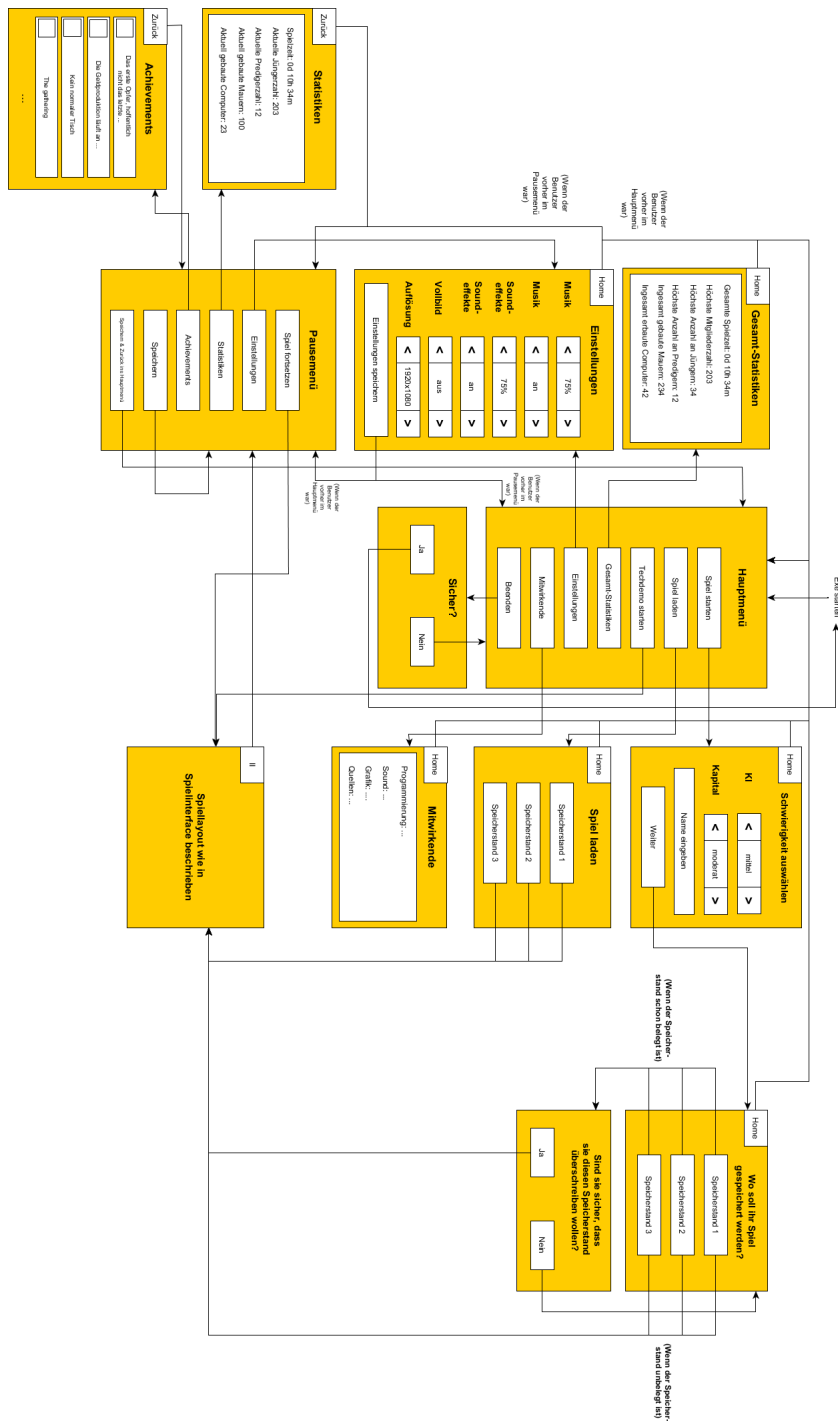 Exe starten
Gesamt-Statistiken
Home
Gesamte Spielzeit: 0d 10h 34m
Höchste Mitgliederzahl: 203
Höchste Anzahl an Jüngern: 34
Höchste Anzahl an Predigern: 12
Ingesamt gebaute Mauern: 234
Ingesamt erbaute Computer: 42
Hauptmenü
Spiel starten
Spiel laden
Techdemo starten
Gesamt-Statistiken
Einstellungen
Mitwirkende
Beenden
Schwierigkeit auswählen
Home
KI
< mittel >
Kapital
< moderat >
Name eingeben
Weiter
Wo soll ihr Spiel
gespeichert werden?
Home
Speicherstand 1
Speicherstand 2
Speicherstand 3
(Wenn der Speicher-
stand schon belegt ist)
(Wenn der Speicher-
stand unbelegt ist)
(Wenn der
Benutzer
vorher im
Hauptmenü
war)
(Wenn der
Benutzer
vorher im
Pausemenü
war)
Einstellungen
Home
Musik
< 75% >
Musik
< an >
Sound-
effekte
< 75% >
Sound-
effekte
< an >
Vollbild
< aus >
Auflösung
< 1920x1080 >
Einstellungen speichern
(Wenn der
Benutzer
vorher im
Pausemenü
war)
(Wenn der
Benutzer
vorher im
Hauptmenü
war)
Sicher?
Ja
Nein
Spiel laden
Home
Speicherstand 1
Speicherstand 2
Speicherstand 3
Sind sie sicher, dass
sie diesen Speicherstand
überschreiben wollen?
Ja
Nein
Mitwirkende
Home
Programmierung: ...
Sound: ...
Grafik: ....
Quellen: ...
Statistiken
Zurück
Spielzeit: 0d 10h 34m
Aktuelle Jüngerzahl: 203
Aktuelle Predigerzahl: 12
Aktuell gebaute Mauern: 100
Aktuell gebaute Computer: 23
Pausemenü
Spiel fortsetzen
Einstellungen
Statistiken
Achievements
Speichern
Speichern & Zurück ins Hauptmenü
II
Spiellayout wie in
Spielinterface beschrieben
Zurück
Achievements
Das erste Opfer, hoffentlich
nicht das letzte ...
Die Geldproduktion läuft an ...
Kein normaler Tisch
The gathering
...